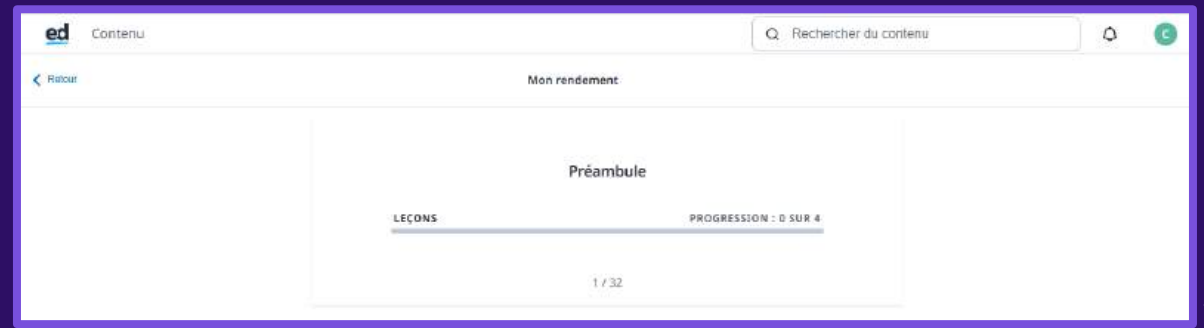 ed Contenu Rechercher du contenu C
Retour Mon rendement
Préambule
LEÇONS PROGRESSION : 0 SUR 4
1 / 32